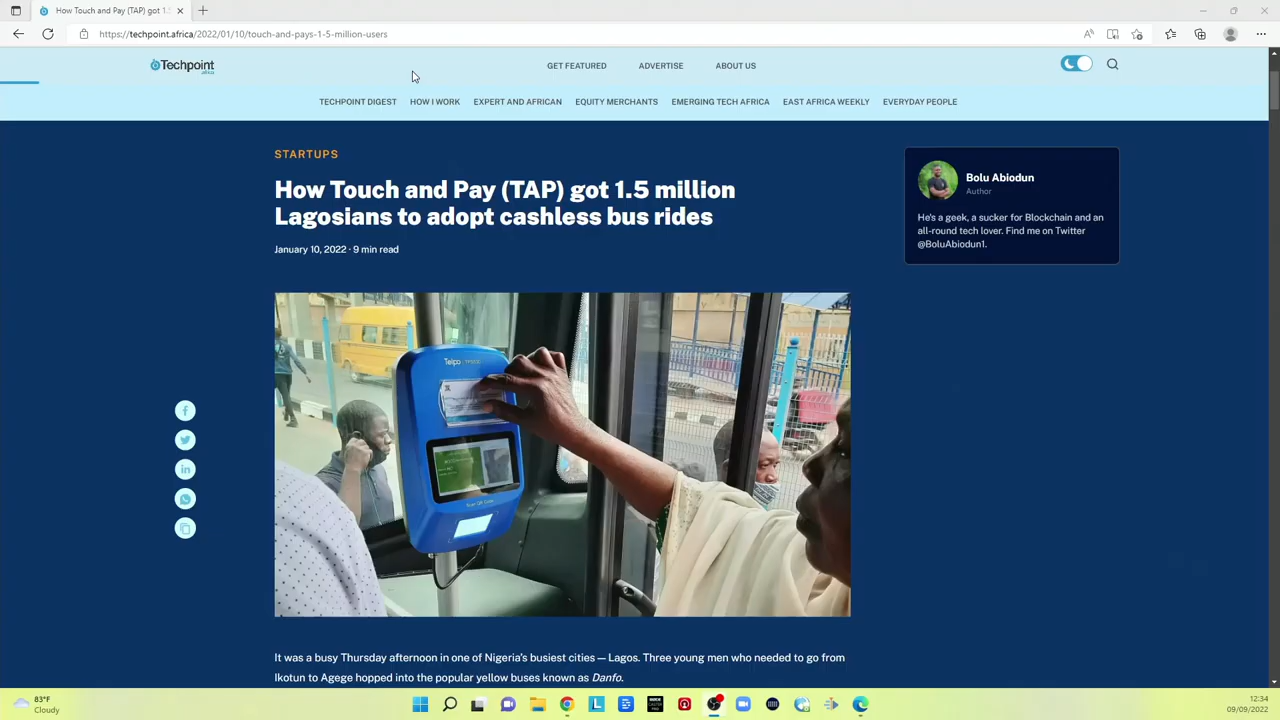 How Touch and Pay (TAP) got 1.5
https://techpoint.africa/2022/01/10/touch-and-pays-1-5-million-users
Techpoint
africa
GET FEATURED
ADVERTISE
ABOUT US
TECHPOINT DIGEST
HOW I WORK
EXPERT AND AFRICAN
EQUITY MERCHANTS
EMERGING TECH AFRICA
EAST AFRICA WEEKLY
EVERYDAY PEOPLE
STARTUPS
How Touch and Pay (TAP) got 1.5 million
Lagosians to adopt cashless bus rides
January 10, 2022 · 9 min read
Bolu Abiodun
Author
He's a geek, a sucker for Blockchain and an
all-round tech lover. Find me on Twitter
@BoluAbiodun1.
Telpo
It was a busy Thursday afternoon in one of Nigeria's busiest cities — Lagos. Three young men who needed to go from
Ikotun to Agege hopped into the popular yellow buses known as Danfo.
83°F
Cloudy
12:34
09/09/2022